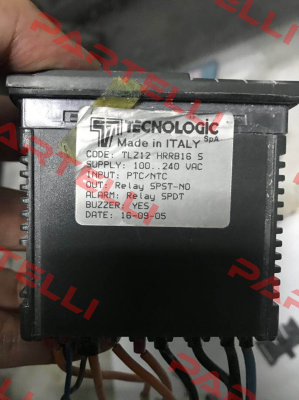 TECNOLOGIC SpA
Made in ITALY
CODE: TLZ12 HRRB16 S
SUPPLY: 100..240 VAC
INPUT: PTC/NTC
OUT: Relay SPST-NO
ALARM: Relay SPDT
BUZZER: YES
DATE: 16-09-05
PARTELLI
PARTELLI
PARTELLI
PARTELLI